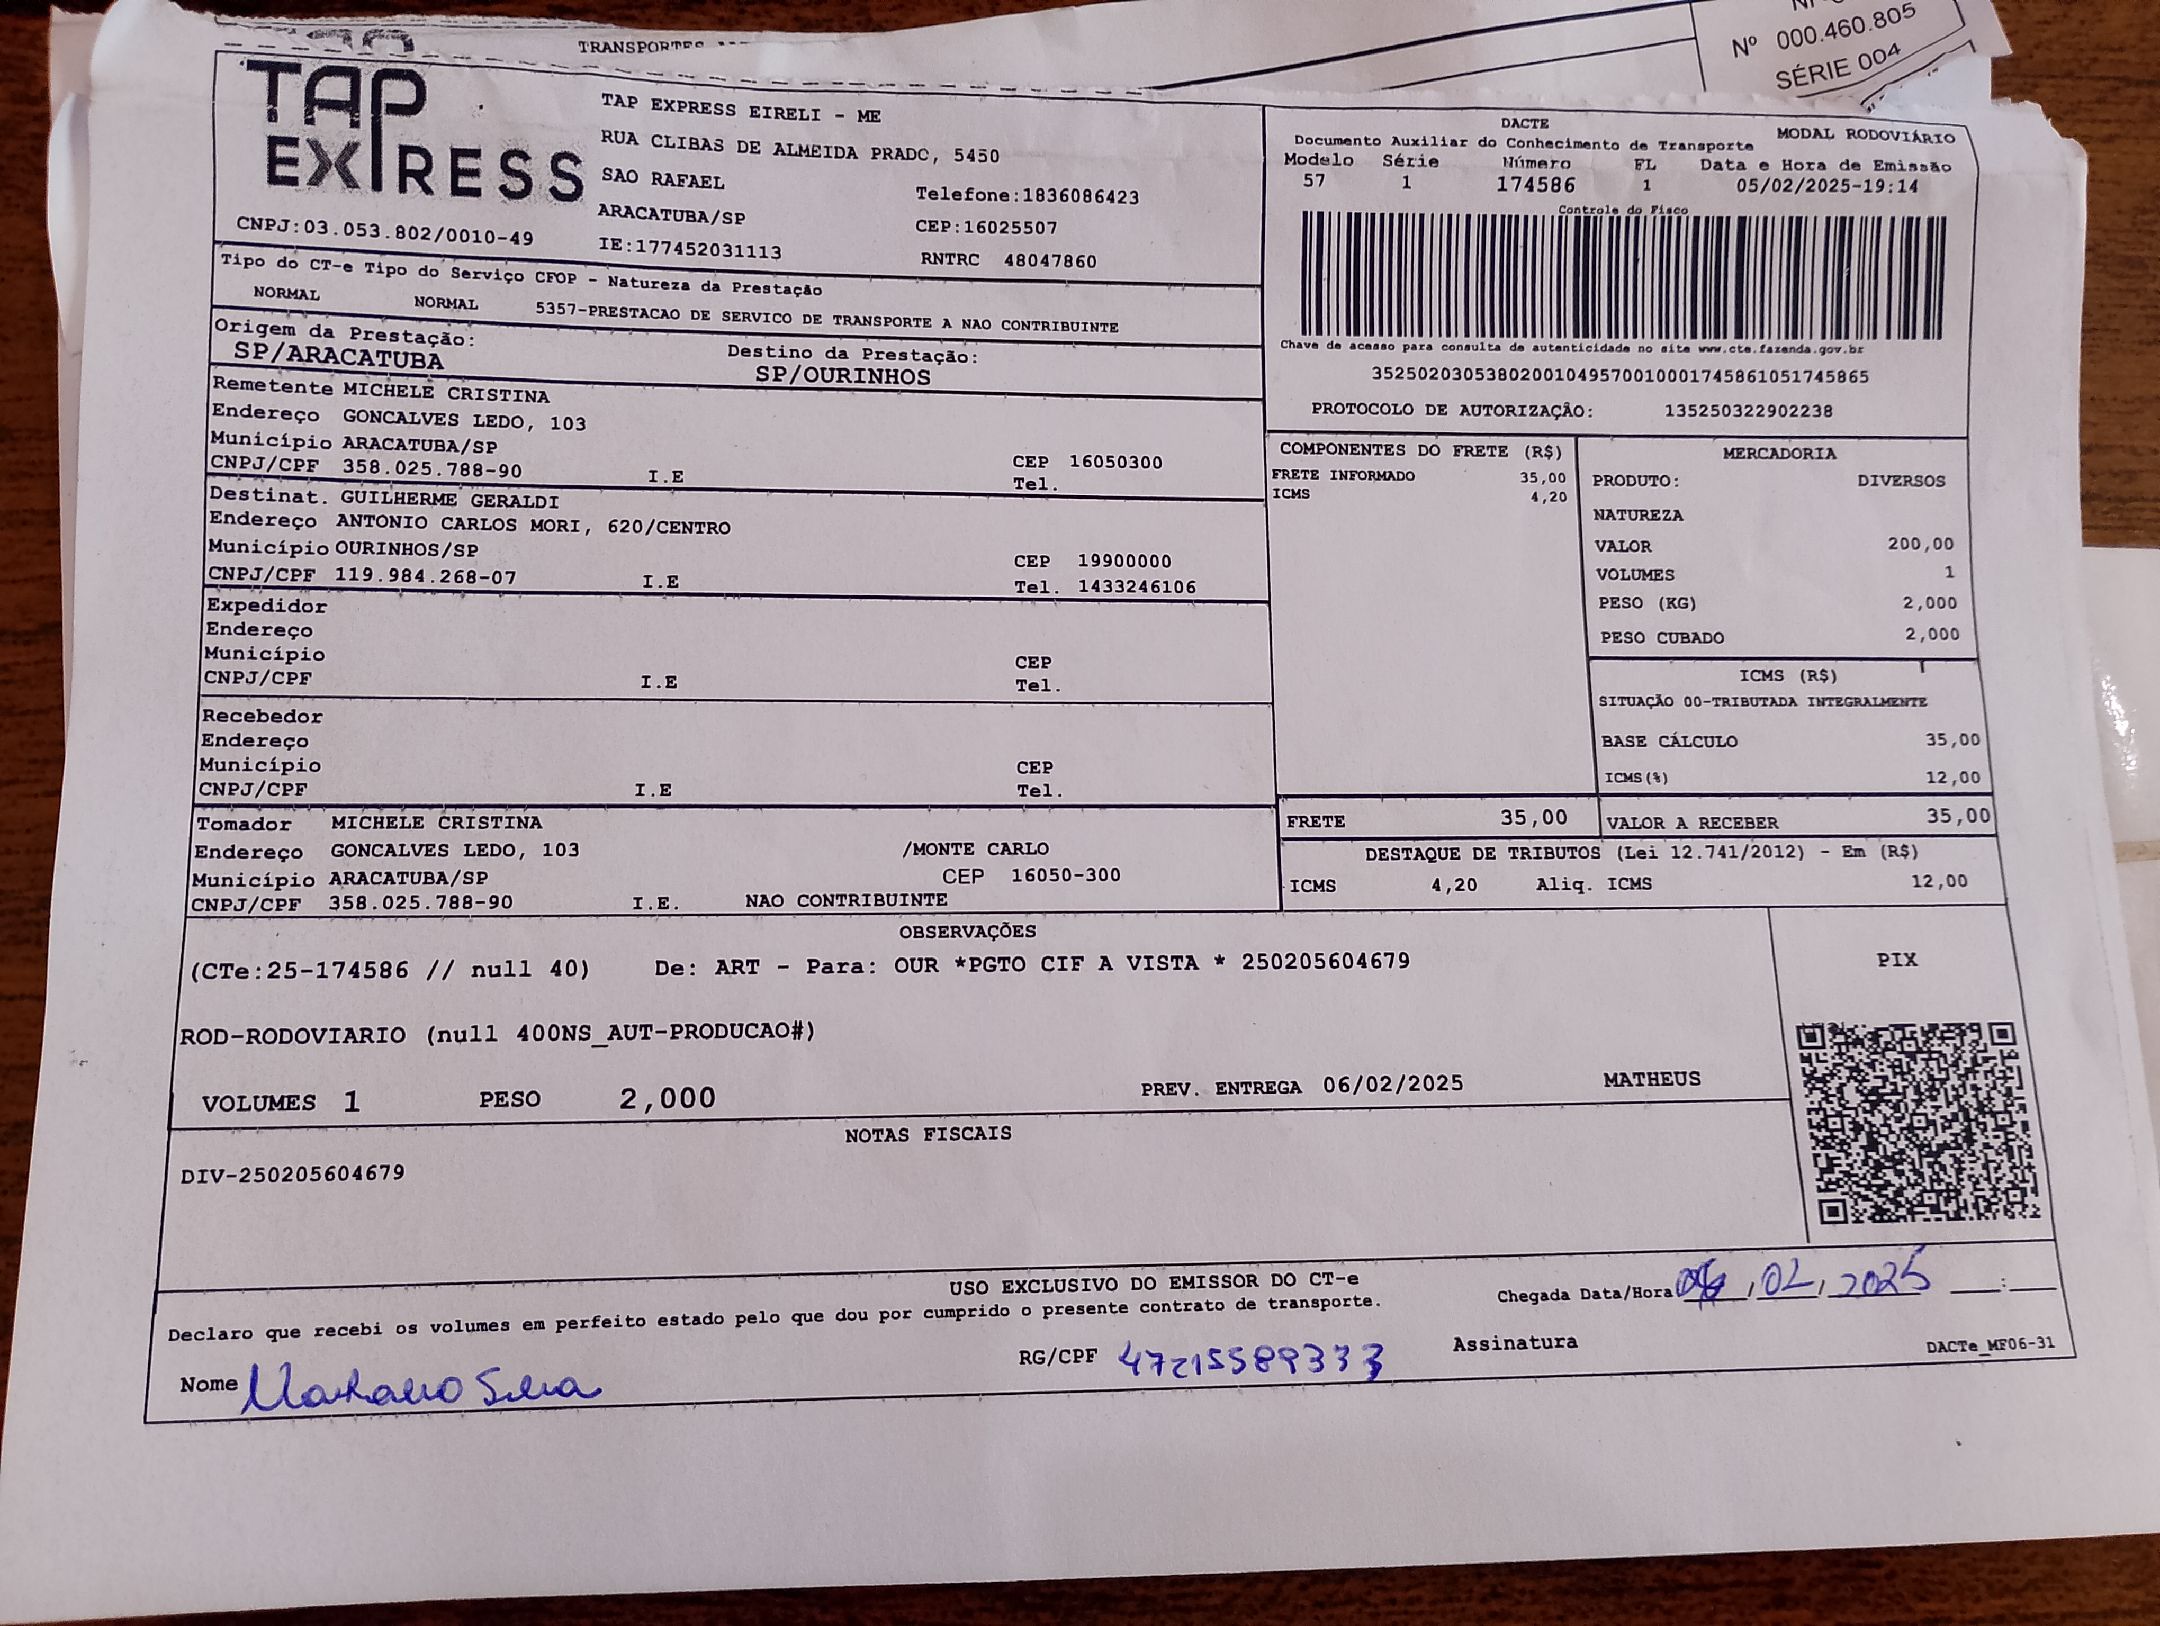 TRANSPORTES
Nº 000.460.805
SÉRIE 004
TAP
EXPRESS
CNPJ:03.053.802/0010-49
TAP EXPRESS EIRELI - ME
RUA CLIBAS DE ALMEIDA PRADO, 5450
SAO RAFAEL Telefone:1836086423
ARACATUBA/SP CEP:16025507
IE:177452031113 RNTRC 48047860
DACTE
Documento Auxiliar do Conhecimento de Transporte MODAL RODOVIÁRIO
Modelo Série Número FL Data e Hora de Emissão
57 1 174586 1 05/02/2025-19:14
Controle do Fisco
Chave de acesso para consulta de autenticidade no site www.cte.fazenda.gov.br
35250203053802001049570010001745861051745865
PROTOCOLO DE AUTORIZAÇÃO: 135250322902238
Tipo do CT-e Tipo do Serviço CFOP - Natureza da Prestação
NORMAL NORMAL 5357-PRESTACAO DE SERVICO DE TRANSPORTE A NAO CONTRIBUINTE
Origem da Prestação: Destino da Prestação:
SP/ARACATUBA SP/OURINHOS
Remetente MICHELE CRISTINA
Endereço GONCALVES LEDO, 103
Município ARACATUBA/SP CEP 16050300
CNPJ/CPF 358.025.788-90 I.E Tel.
Destinat. GUILHERME GERALDI
Endereço ANTONIO CARLOS MORI, 620/CENTRO
Município OURINHOS/SP CEP 19900000
CNPJ/CPF 119.984.268-07 I.E Tel. 1433246106
Expedidor
Endereço
Município CEP
CNPJ/CPF I.E Tel.
Recebedor
Endereço
Município CEP
CNPJ/CPF I.E Tel.
Tomador MICHELE CRISTINA
Endereço GONCALVES LEDO, 103 /MONTE CARLO
Município ARACATUBA/SP CEP 16050-300
CNPJ/CPF 358.025.788-90 I.E. NAO CONTRIBUINTE
COMPONENTES DO FRETE (R$)
FRETE INFORMADO 35,00
ICMS 4,20
MERCADORIA
PRODUTO: DIVERSOS
NATUREZA
VALOR 200,00
VOLUMES 1
PESO (KG) 2,000
PESO CUBADO 2,000
ICMS (R$)
SITUAÇÃO 00-TRIBUTADA INTEGRALMENTE
BASE CÁLCULO 35,00
ICMS(%) 12,00
FRETE 35,00 VALOR A RECEBER 35,00
DESTAQUE DE TRIBUTOS (Lei 12.741/2012) - Em (R$)
ICMS 4,20 Aliq. ICMS 12,00
OBSERVAÇÕES
(CTe:25-174586 // null 40) De: ART - Para: OUR *PGTO CIF A VISTA * 250205604679
ROD-RODOVIARIO (null 400NS_AUT-PRODUCAO#)
VOLUMES 1 PESO 2,000 PREV. ENTREGA 06/02/2025 MATHEUS
PIX
NOTAS FISCAIS
DIV-250205604679
USO EXCLUSIVO DO EMISSOR DO CT-e
Declaro que recebi os volumes em perfeito estado pelo que dou por cumprido o presente contrato de transporte.
Chegada Data/Hora , 02, 2025 :
Nome Silva RG/CPF 47215589333 Assinatura
DACTe_MF06-31